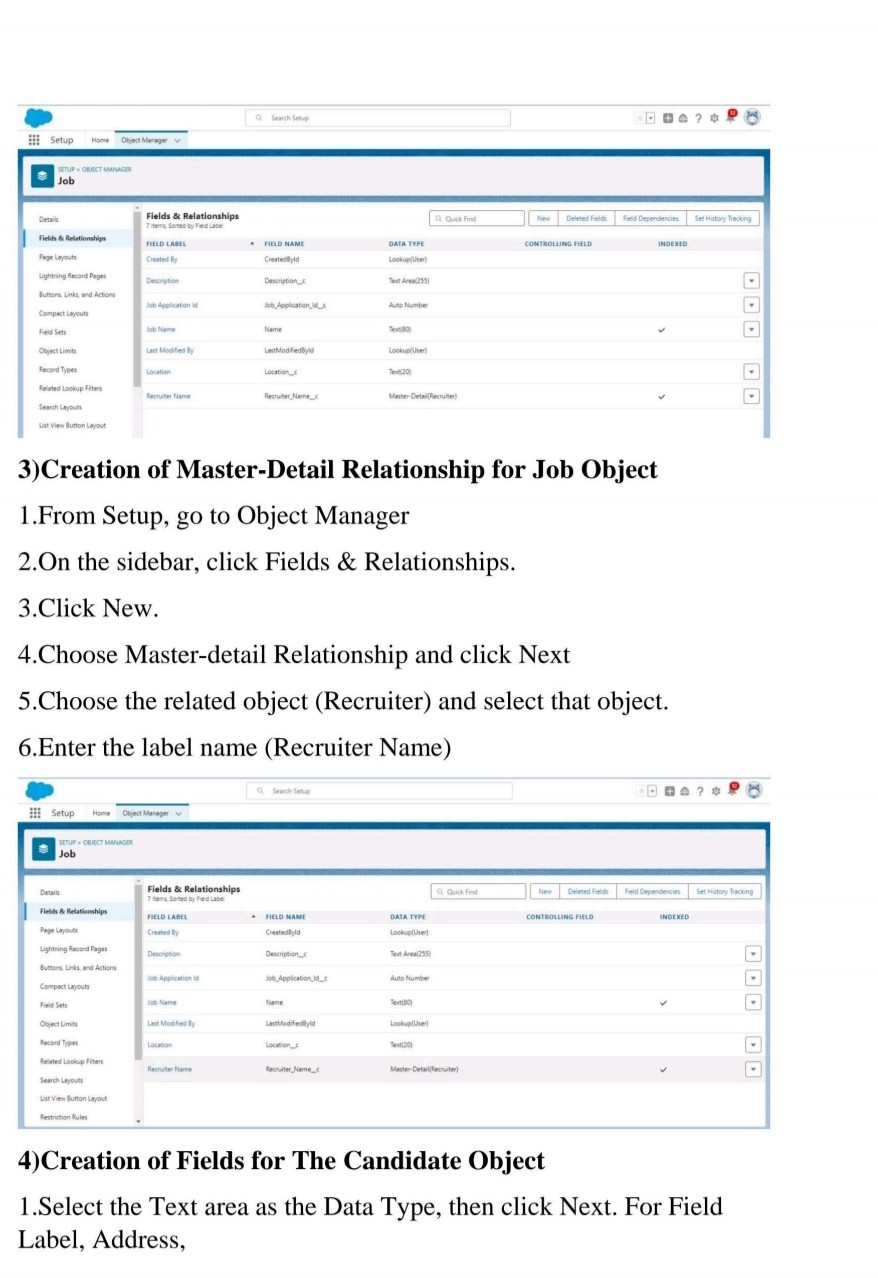 Search Setup
12
Setup Home Object Manager
SETUP > OBJECT MANAGER
Job
Details
Fields & Relationships
Page Layouts
Lightning Record Pages
Buttons, Links, and Actions
Compact Layouts
Field Sets
Object Limits
Record Types
Related Lookup Filters
Search Layouts
List View Button Layout
Fields & Relationships
7 Items, Sorted by Field Label
Quick Find New Deleted Fields Field Dependencies Set History Tracking
FIELD LABEL FIELD NAME DATA TYPE CONTROLLING FIELD INDEXED
Created By CreatedById Lookup(User)
Description Description__c Text Area(255)
Job Application Id Job_Application_Id__c Auto Number
Job Name Name Text(80)
Last Modified By LastModifiedById Lookup(User)
Location Location__c Text(20)
Recruiter Name Recruiter_Name__c Master-Detail(Recruiter)
3)Creation of Master-Detail Relationship for Job Object
1.From Setup, go to Object Manager
2.On the sidebar, click Fields & Relationships.
3.Click New.
4.Choose Master-detail Relationship and click Next
5.Choose the related object (Recruiter) and select that object.
6.Enter the label name (Recruiter Name)
Search Setup
12
Setup Home Object Manager
SETUP > OBJECT MANAGER
Job
Details
Fields & Relationships
Page Layouts
Lightning Record Pages
Buttons, Links, and Actions
Compact Layouts
Field Sets
Object Limits
Record Types
Related Lookup Filters
Search Layouts
List View Button Layout
Restriction Rules
Fields & Relationships
7 Items, Sorted by Field Label
Quick Find New Deleted Fields Field Dependencies Set History Tracking
FIELD LABEL FIELD NAME DATA TYPE CONTROLLING FIELD INDEXED
Created By CreatedById Lookup(User)
Description Description__c Text Area(255)
Job Application Id Job_Application_Id__c Auto Number
Job Name Name Text(80)
Last Modified By LastModifiedById Lookup(User)
Location Location__c Text(20)
Recruiter Name Recruiter_Name__c Master-Detail(Recruiter)
4)Creation of Fields for The Candidate Object
1.Select the Text area as the Data Type, then click Next. For Field
Label, Address,